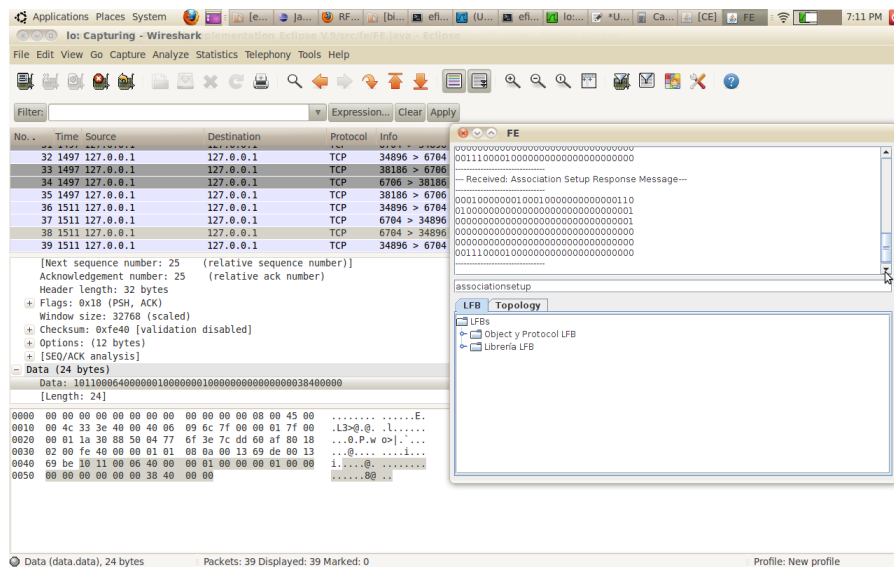 Applications Places System [e... Ja... RF... [bi... efi... (U... efi... lo:... *U... Ca... [CE] FE 7:11 PM
lo: Capturing - Wireshark
File Edit View Go Capture Analyze Statistics Telephony Tools Help
Filter: Expression... Clear Apply
No. . Time Source Destination Protocol Info
32 1497 127.0.0.1 127.0.0.1 TCP 34896 > 6704
33 1497 127.0.0.1 127.0.0.1 TCP 38186 > 6706
34 1497 127.0.0.1 127.0.0.1 TCP 6706 > 38186
35 1497 127.0.0.1 127.0.0.1 TCP 38186 > 6706
36 1511 127.0.0.1 127.0.0.1 TCP 34896 > 6704
37 1511 127.0.0.1 127.0.0.1 TCP 6704 > 34896
38 1511 127.0.0.1 127.0.0.1 TCP 6704 > 34896
39 1511 127.0.0.1 127.0.0.1 TCP 34896 > 6704
[Next sequence number: 25 (relative sequence number)]
Acknowledgement number: 25 (relative ack number)
Header length: 32 bytes
Flags: 0x18 (PSH, ACK)
Window size: 32768 (scaled)
Checksum: 0xfe40 [validation disabled]
Options: (12 bytes)
[SEQ/ACK analysis]
Data (24 bytes)
Data: 101100064000000100000001000000000000000038400000
[Length: 24]
0000 00 00 00 00 00 00 00 00 00 00 00 00 08 00 45 00 ........ ......E.
0010 00 4c 33 3e 40 00 40 06 09 6c 7f 00 00 01 7f 00 .L3>@.@. .l......
0020 00 01 1a 30 88 50 04 77 6f 3e 7c dd 60 af 80 18 ...0.P.w o>|.`...
0030 02 00 fe 40 00 00 01 01 08 0a 00 13 69 de 00 13 ...@.... ....i...
0040 69 be 10 11 00 06 40 00 00 01 00 00 00 01 00 00 i.....@. ........
0050 00 00 00 00 00 00 38 40 00 00 ......8@ ..
Data (data.data), 24 bytes Packets: 39 Displayed: 39 Marked: 0 Profile: New profile
FE
00111000010000000000000000000000
--------------------------------
--- Received: Association Setup Response Message---
--------------------------------
00010000000100010000000000000110
01000000000000000000000000000001
00000000000000000000000000000001
00000000000000000000000000000000
00000000000000000000000000000000
00111000010000000000000000000000
--------------------------------
associationsetup
LFB Topology
LFBs
Object y Protocol LFB
Librería LFB